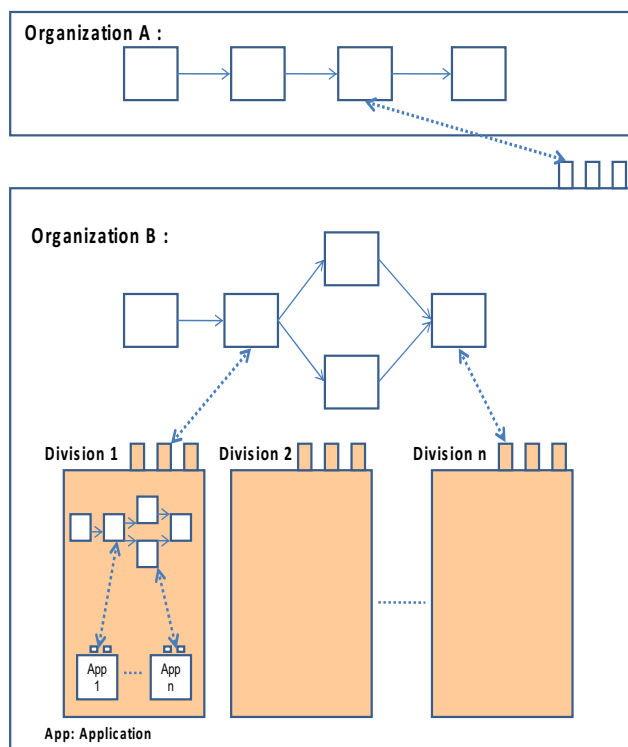 Organization A :
Organization B :
Division 1
Division 2
Division n
App
1
App
n
App: Application